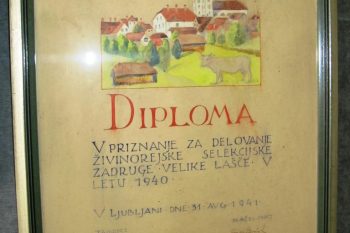 DIPLOMA
V PRIZNANJE ZA DELOVANJE
ŽIVINOREJSKE SELEKCIJSKE
ZADRUGE VELIKE LAŠČE V
LETU 1940
V LJUBLJANI DNE 31. AVG. 1941.